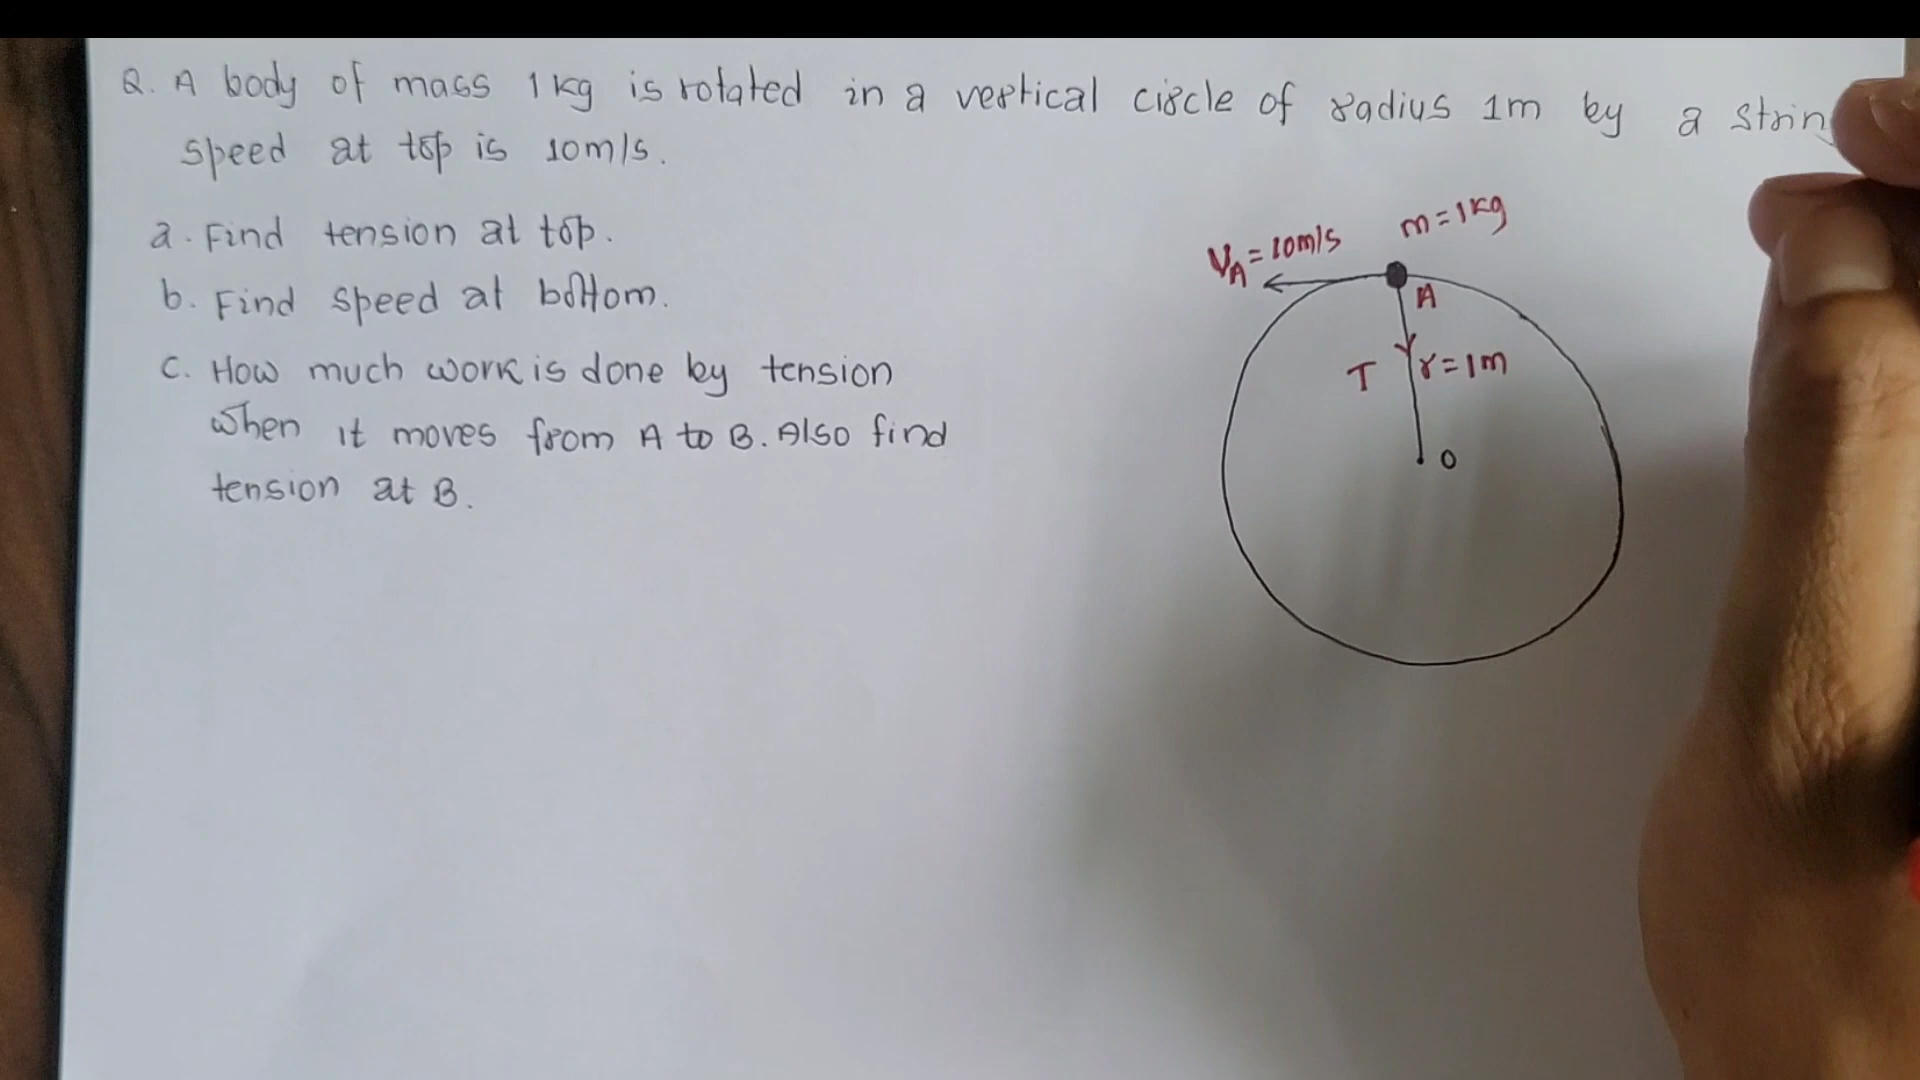 Q. A body of mass 1kg is rotated in a vertical circle of radius 1m by a
speed at top is 10m/s.
a. Find tension at top.
b. Find speed at bottom.
c. How much work is done by tension
when it moves from A to B. Also find
tension at B.
m = 1kg
V_A = 10m/s
A
T
r = 1m
O